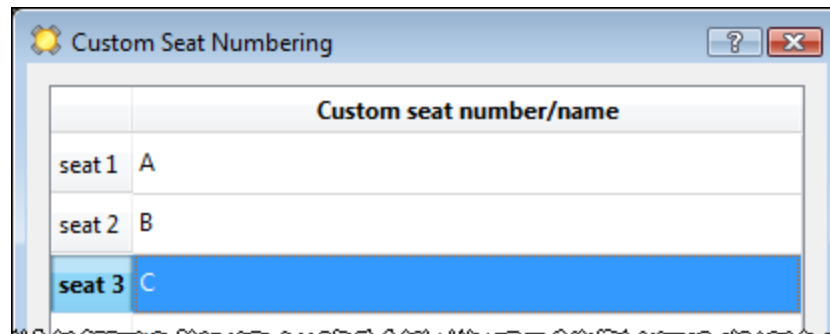 Custom Seat Numbering
Custom seat number/name
seat 1 A
seat 2 B
seat 3 C